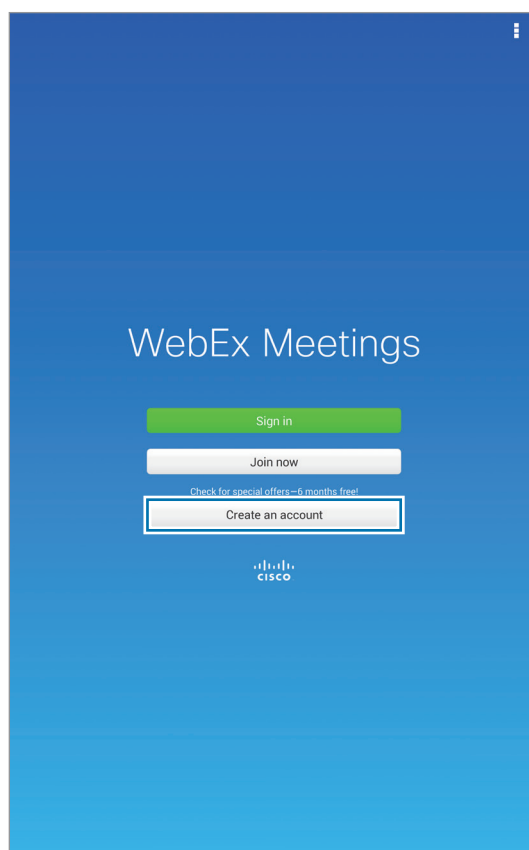 WebEx Meetings
Sign in
Join now
Check for special offers—6 months free!
Create an account
CISCO